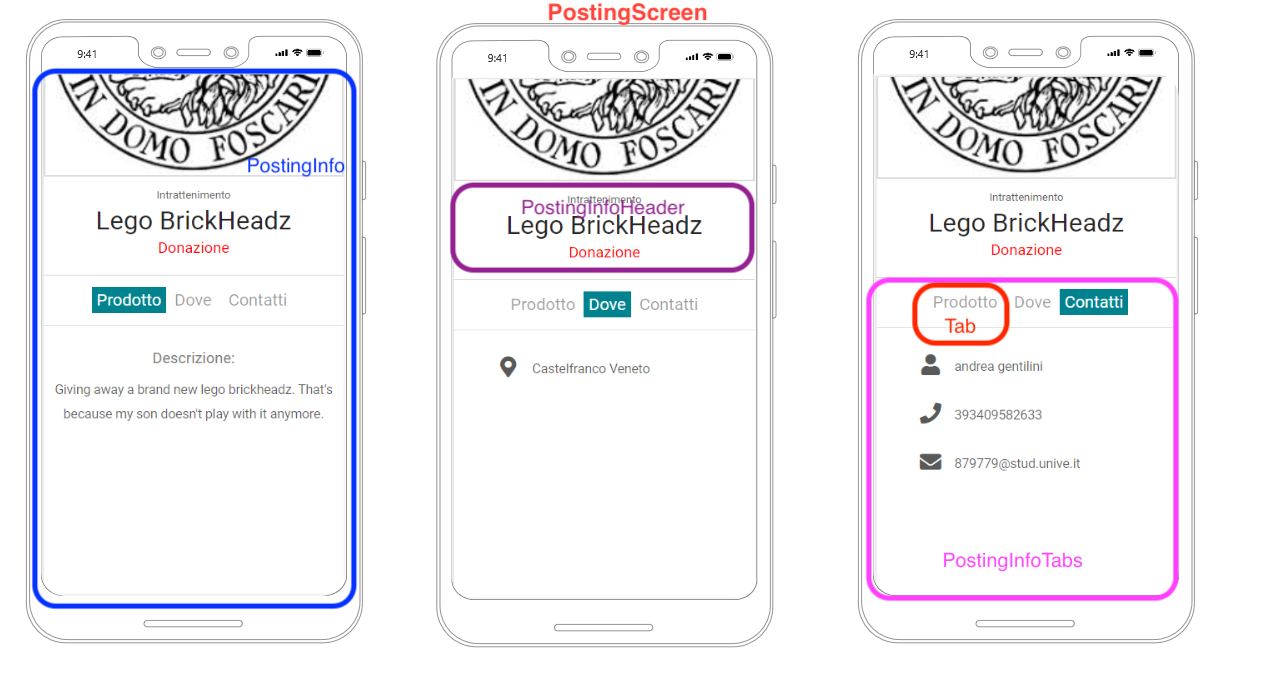 PostingScreen
9:41
IN DOMO FOSCARI
PostingInfo
Intrattenimento
Lego BrickHeadz
Donazione
Prodotto Dove Contatti
Descrizione:
Giving away a brand new lego brickheadz. That's
because my son doesn't play with it anymore.
9:41
IN DOMO FOSCARI
Intrattenimento
PostingInfoHeader
Lego BrickHeadz
Donazione
Prodotto Dove Contatti
Castelfranco Veneto
9:41
IN DOMO FOSCARI
Intrattenimento
Lego BrickHeadz
Donazione
Prodotto Dove Contatti
Tab
andrea gentilini
393409582633
879779@stud.unive.it
PostingInfoTabs